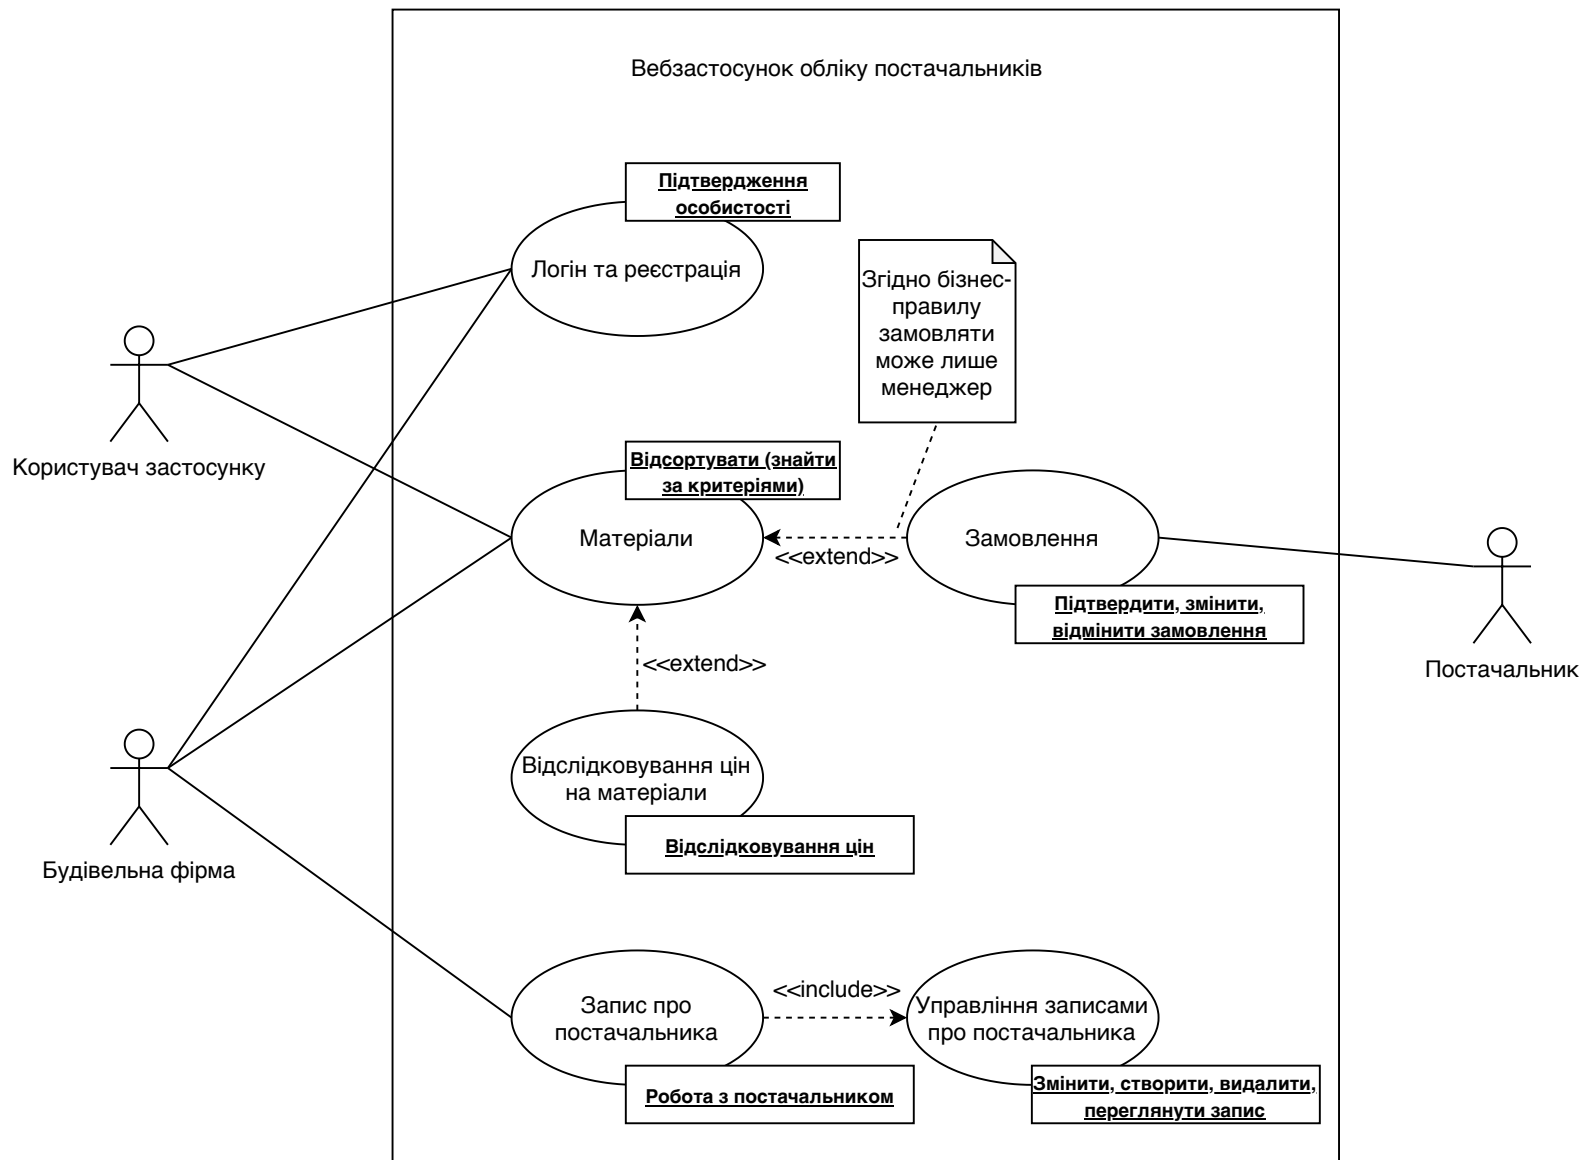 Вебзастосунок обліку постачальників
Підтвердження
особистості
Логін та реєстрація
Згідно бізнес-
правилу
замовляти
може лише
менеджер
Користувач застосунку
Відсортувати (знайти
за критеріями)
Матеріали
<<extend>>
Замовлення
Підтвердити, змінити,
відмінити замовлення
Постачальник
<<extend>>
Відслідковування цін
на матеріали
Відслідковування цін
Будівельна фірма
Запис про
постачальника
<<include>>
Управління записами
про постачальника
Робота з постачальником
Змінити, створити, видалити,
переглянути запис